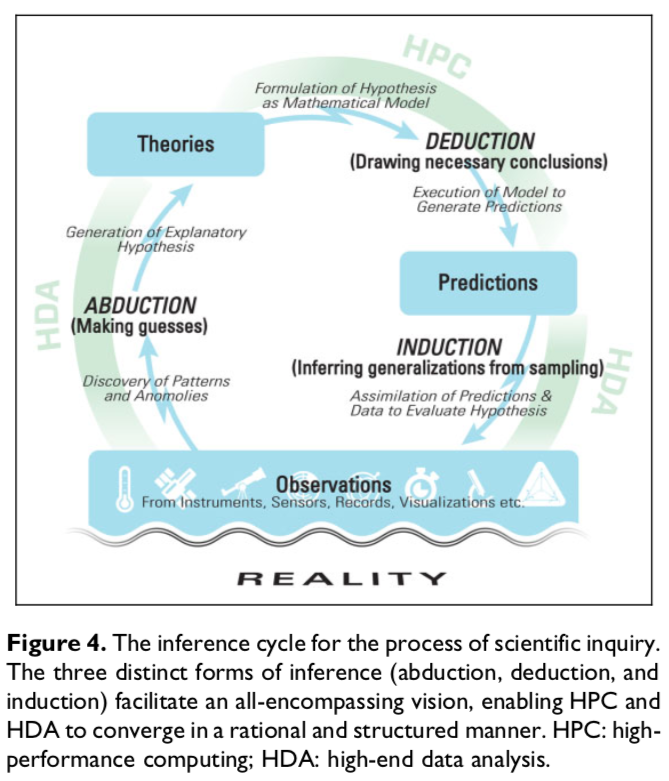 HPC
Formulation of Hypothesis
as Mathematical Model
Theories
DEDUCTION
(Drawing necessary conclusions)
Execution of Model to
Generate Predictions
Generation of Explanatory
Hypothesis
Predictions
HDA
ABDUCTION
(Making guesses)
INDUCTION
(Inferring generalizations from sampling)
HDA
Discovery of Patterns
and Anomolies
Assimilation of Predictions &
Data to Evaluate Hypothesis
Observations
From Instruments, Sensors, Records, Visualizations etc.
REALITY
Figure 4. The inference cycle for the process of scientific inquiry.
The three distinct forms of inference (abduction, deduction, and
induction) facilitate an all-encompassing vision, enabling HPC and
HDA to converge in a rational and structured manner. HPC: high-
performance computing; HDA: high-end data analysis.